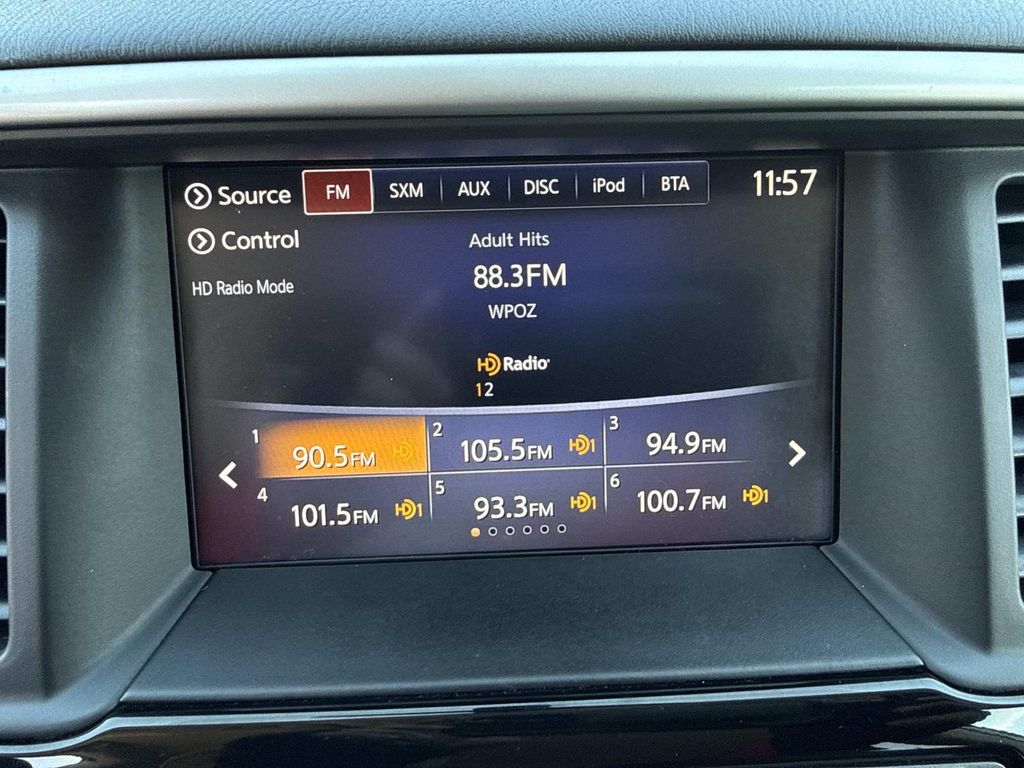 Source FM SXM AUX DISC iPod BTA 11:57
Control
Adult Hits
88.3FM
HD Radio Mode
WPOZ
HD Radio
12
1 90.5FM HD 2 105.5FM HD1 3 94.9FM
4 101.5FM HD1 5 93.3FM HD1 6 100.7FM HD1